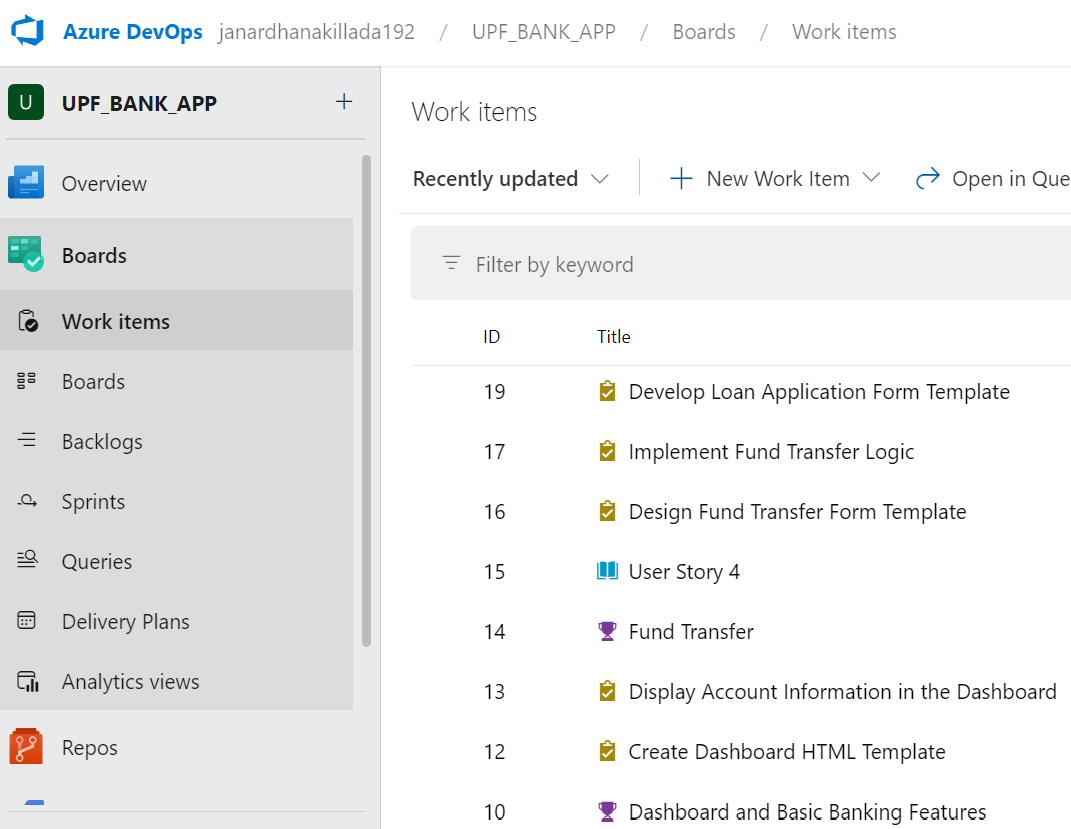 Azure DevOps janardhanakillada192 / UPF_BANK_APP / Boards / Work items
U UPF_BANK_APP +
Overview
Boards
Work items
Boards
Backlogs
Sprints
Queries
Delivery Plans
Analytics views
Repos
Work items
Recently updated New Work Item Open in Que
Filter by keyword
ID Title
19 Develop Loan Application Form Template
17 Implement Fund Transfer Logic
16 Design Fund Transfer Form Template
15 User Story 4
14 Fund Transfer
13 Display Account Information in the Dashboard
12 Create Dashboard HTML Template
10 Dashboard and Basic Banking Features